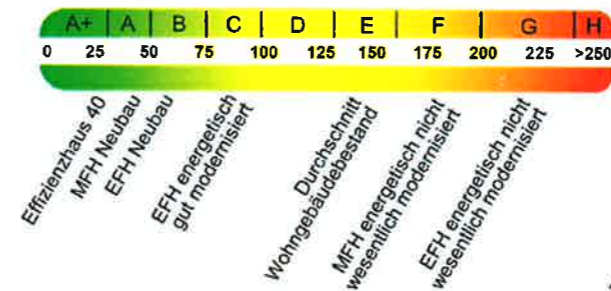 A+ A B C D E F G H
0 25 50 75 100 125 150 175 200 225 >250
Effizienzhaus 40
MFH Neubau
EFH Neubau
EFH energetisch
gut modernisiert
Durchschnitt
Wohngebäudebestand
MFH energetisch nicht
wesentlich modernisiert
EFH energetisch nicht
wesentlich modernisiert